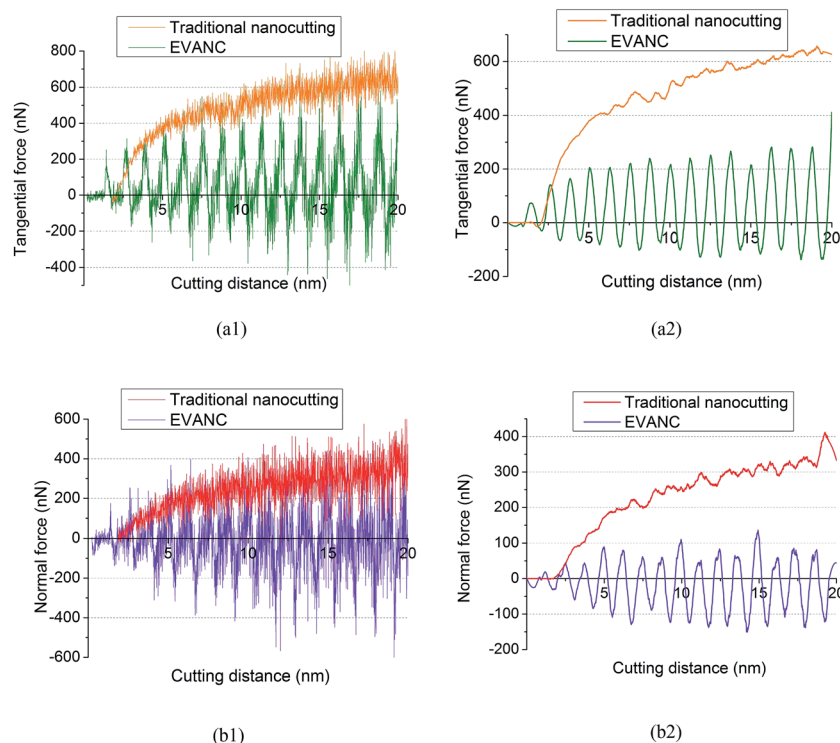 Traditional nanocutting
EVANC
800
600
400
200
0
-200
-400
5
10
15
20
Tangential force (nN)
Cutting distance (nm)
(a1)
Traditional nanocutting
EVANC
600
400
200
0
-200
5
10
15
20
Tangential force (nN)
Cutting distance (nm)
(a2)
Traditional nanocutting
EVANC
600
400
200
0
-200
-400
-600
5
10
15
20
Normal force (nN)
Cutting distance (nm)
(b1)
Traditional nanocutting
EVANC
400
300
200
100
0
-100
-200
5
10
15
20
Normal force (nN)
Cutting distance (nm)
(b2)